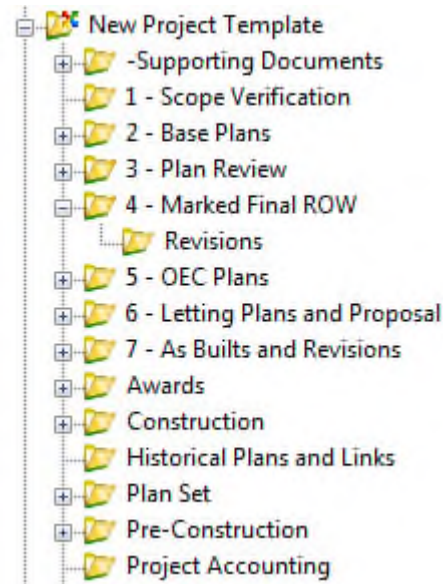 New Project Template
-Supporting Documents
1 - Scope Verification
2 - Base Plans
3 - Plan Review
4 - Marked Final ROW
Revisions
5 - OEC Plans
6 - Letting Plans and Proposal
7 - As Builts and Revisions
Awards
Construction
Historical Plans and Links
Plan Set
Pre-Construction
Project Accounting